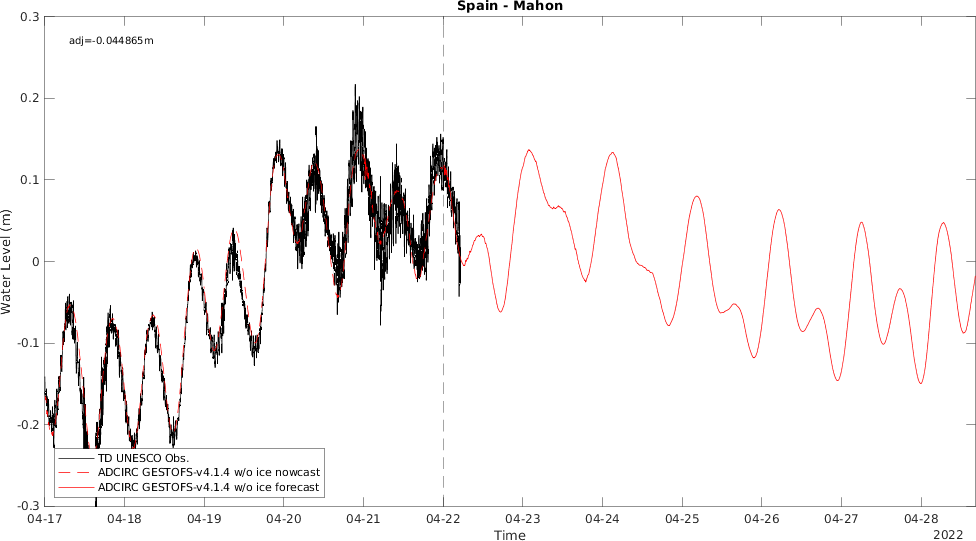 Spain - Mahon
adj=-0.044865m
0.3
0.2
0.1
0
-0.1
-0.2
-0.3
Water Level (m)
TD UNESCO Obs.
ADCIRC GESTOFS-v4.1.4 w/o ice nowcast
ADCIRC GESTOFS-v4.1.4 w/o ice forecast
04-17 04-18 04-19 04-20 04-21 04-22 04-23 04-24 04-25 04-26 04-27 04-28
Time
2022